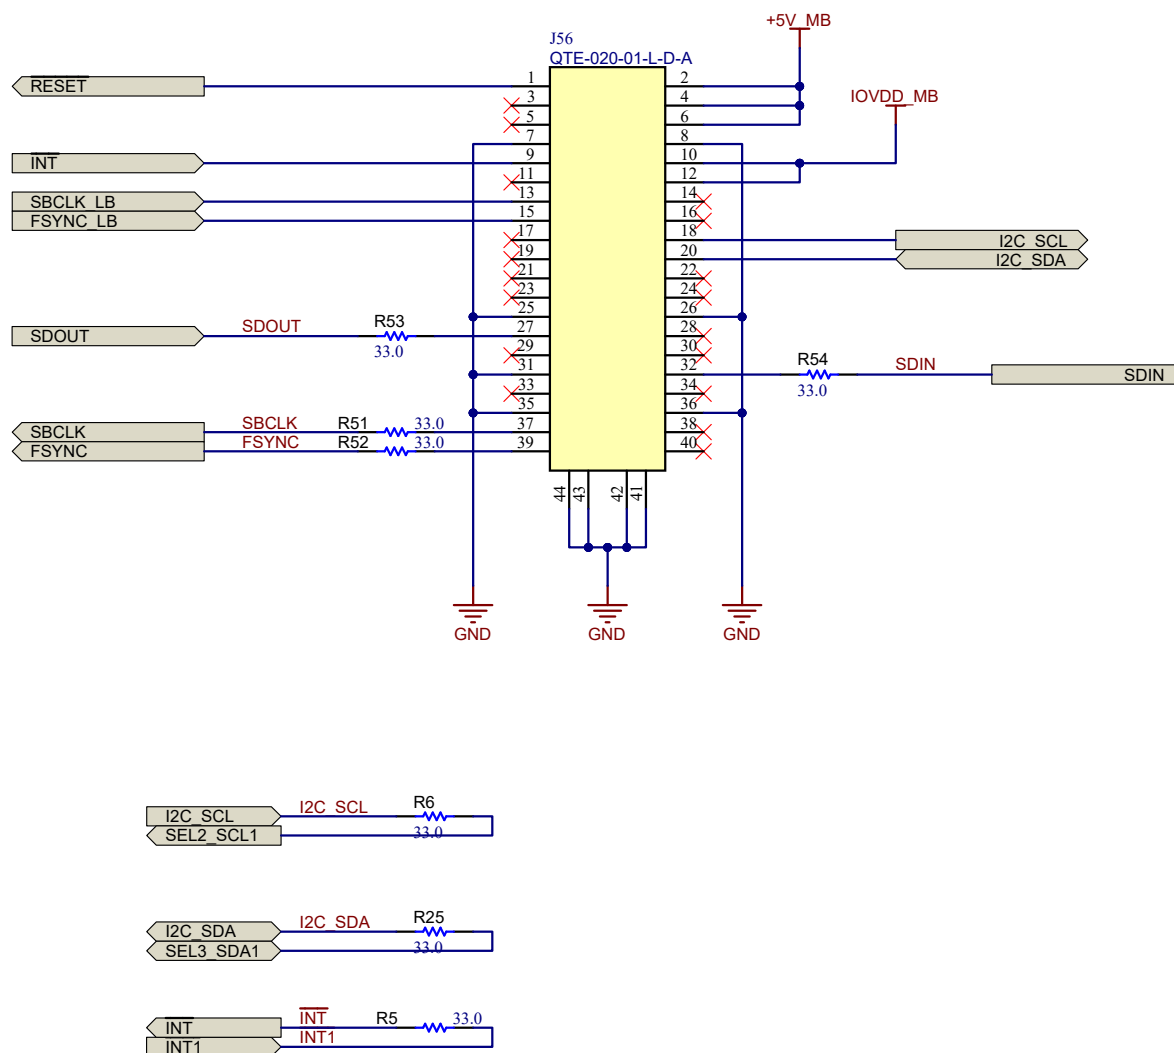 +5V_MB
J56
QTE-020-01-L-D-A
RESET
1
2
3
4
IOVDD_MB
5
6
7
8
INT
9
10
11
12
SBCLK_LB
13
14
FSYNC_LB
15
16
17
18
I2C_SCL
19
20
I2C_SDA
21
22
23
24
25
26
SDOUT
SDOUT
R53
33.0
27
28
29
30
31
32
R54
33.0
SDIN
SDIN
33
34
35
36
SBCLK
SBCLK
R51
33.0
37
38
FSYNC
FSYNC
R52
33.0
39
40
44
43
42
41
GND
GND
GND
I2C_SCL
I2C_SCL
R6
SEL2_SCL1
33.0
I2C_SDA
I2C_SDA
R25
SEL3_SDA1
33.0
INT
INT
R5
33.0
INT1
INT1